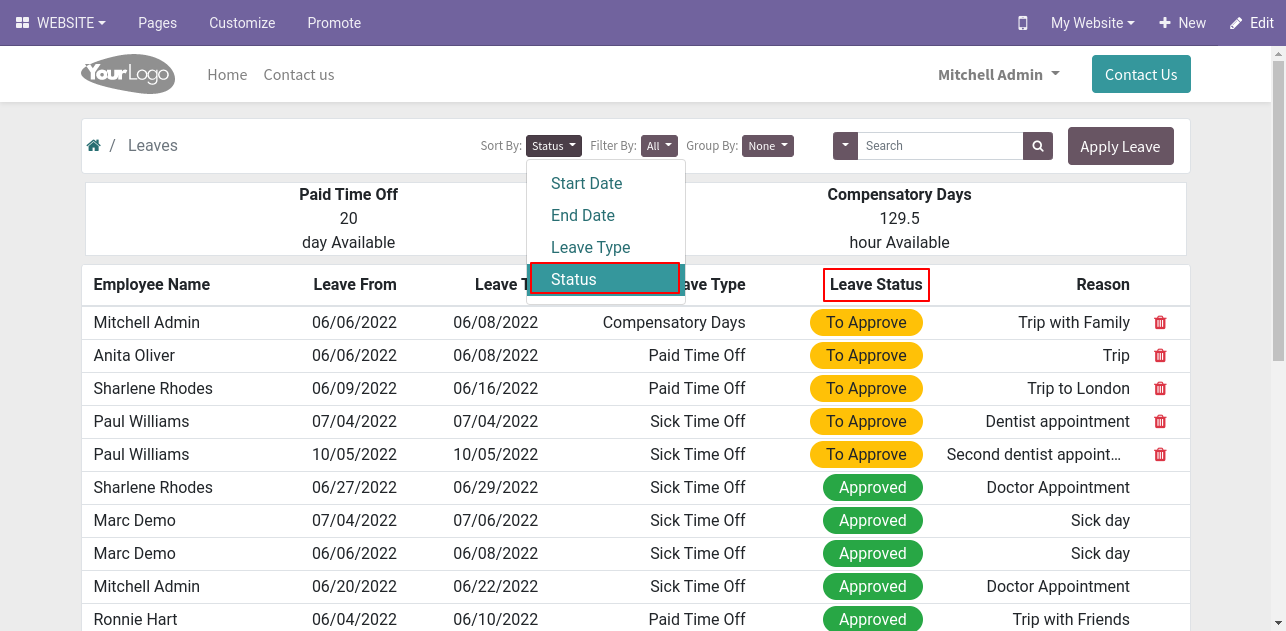 WEBSITE Pages Customize Promote My Website New Edit
YourLogo Home Contact us Mitchell Admin Contact Us
/ Leaves Sort By: Status Filter By: All Group By: None Search Apply Leave
Start Date
End Date
Leave Type
Status
Paid Time Off Compensatory Days
20 129.5
day Available hour Available
Employee Name Leave From Leave T ave Type Leave Status Reason
Mitchell Admin 06/06/2022 06/08/2022 Compensatory Days To Approve Trip with Family
Anita Oliver 06/06/2022 06/08/2022 Paid Time Off To Approve Trip
Sharlene Rhodes 06/09/2022 06/16/2022 Paid Time Off To Approve Trip to London
Paul Williams 07/04/2022 07/04/2022 Sick Time Off To Approve Dentist appointment
Paul Williams 10/05/2022 10/05/2022 Sick Time Off To Approve Second dentist appoint...
Sharlene Rhodes 06/27/2022 06/29/2022 Sick Time Off Approved Doctor Appointment
Marc Demo 07/04/2022 07/06/2022 Sick Time Off Approved Sick day
Marc Demo 06/06/2022 06/08/2022 Sick Time Off Approved Sick day
Mitchell Admin 06/20/2022 06/22/2022 Sick Time Off Approved Doctor Appointment
Ronnie Hart 06/04/2022 06/10/2022 Paid Time Off Approved Trip with Friends